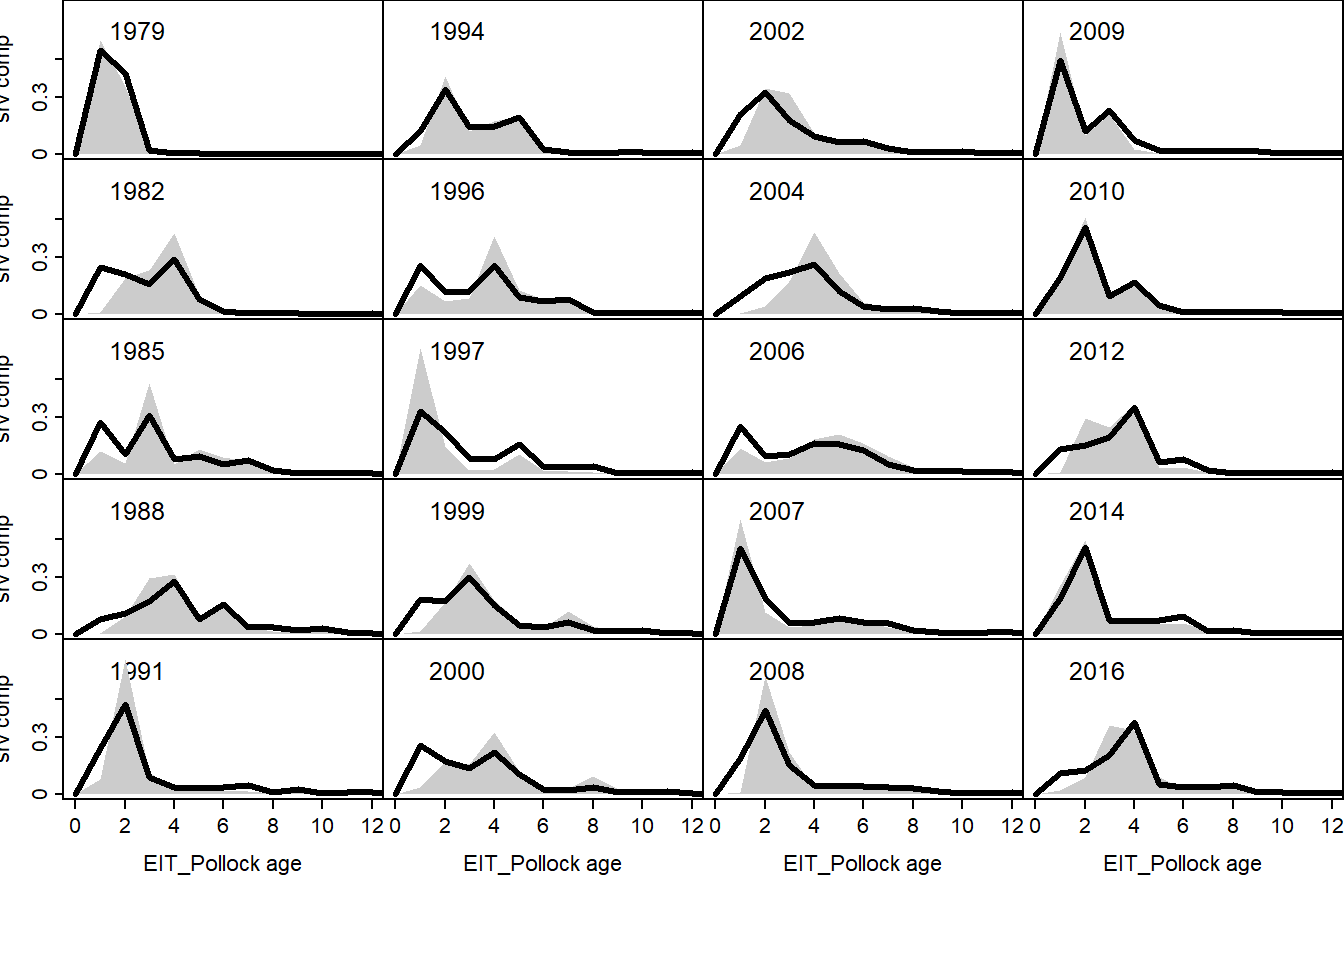 1979 1994 2002 2009
srv comp
0.3
0
1982 1996 2004 2010
srv comp
0.3
0
1985 1997 2006 2012
srv comp
0.3
0
1988 1999 2007 2014
srv comp
0.3
0
1991 2000 2008 2016
srv comp
0.3
0
0 2 4 6 8 10 12 0 2 4 6 8 10 12 0 2 4 6 8 10 12 0 2 4 6 8 10 12
EIT_Pollock age EIT_Pollock age EIT_Pollock age EIT_Pollock age